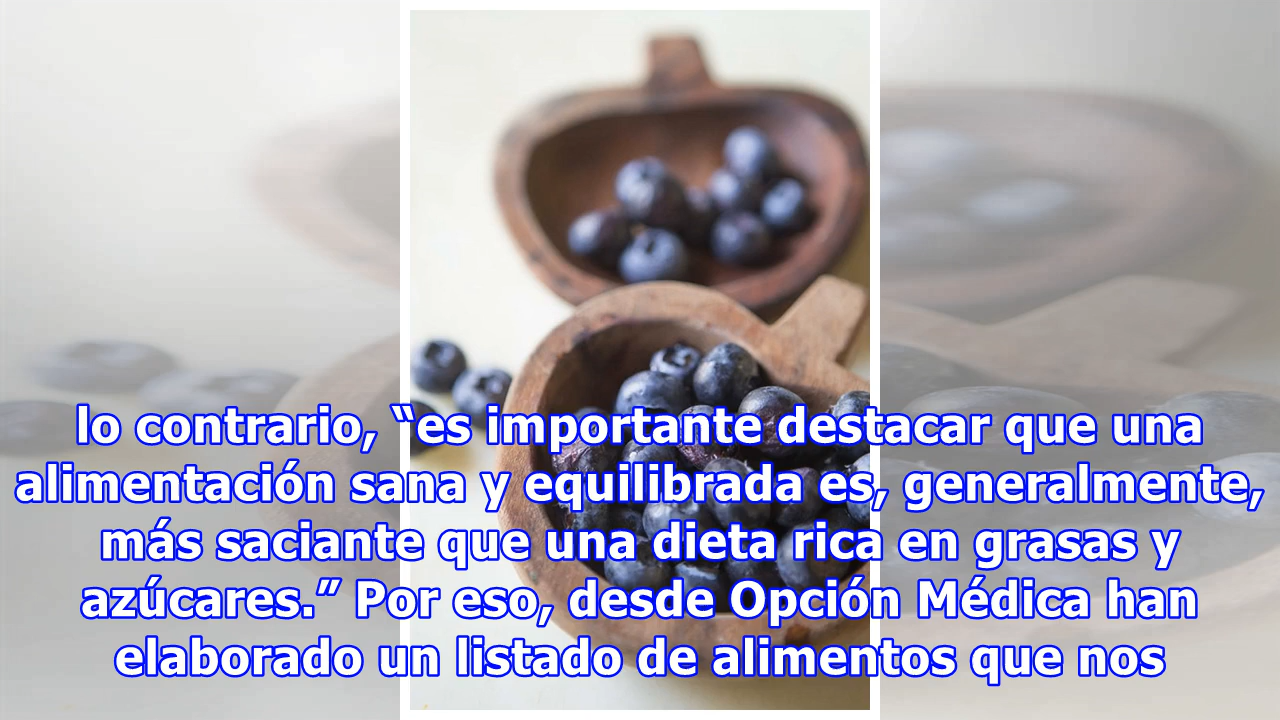 lo contrario, “es importante destacar que una
alimentación sana y equilibrada es, generalmente,
más saciante que una dieta rica en grasas y
azúcares.” Por eso, desde Opción Médica han
elaborado un listado de alimentos que nos